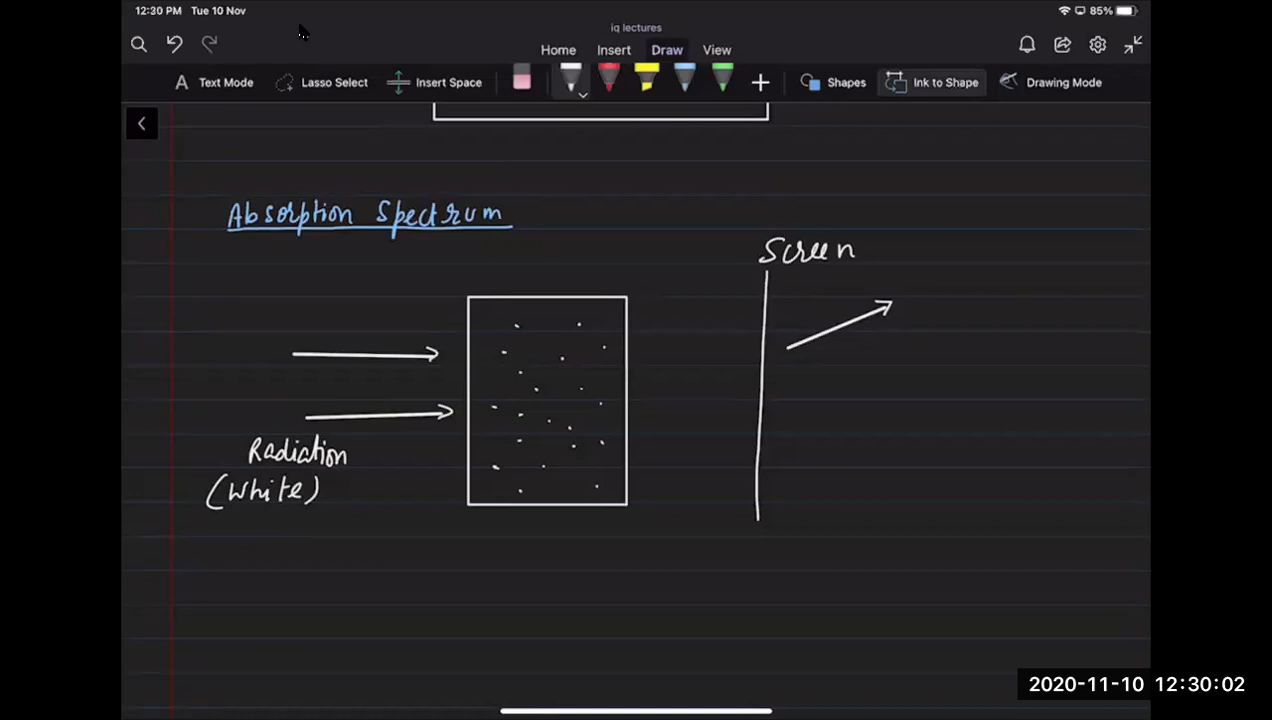 12:30 PM Tue 10 Nov
85%
iq lectures
Home Insert Draw View
Text Mode Lasso Select Insert Space Shapes Ink to Shape Drawing Mode
Absorption Spectrum
Screen
Radiation
(White)
2020-11-10 12:30:02